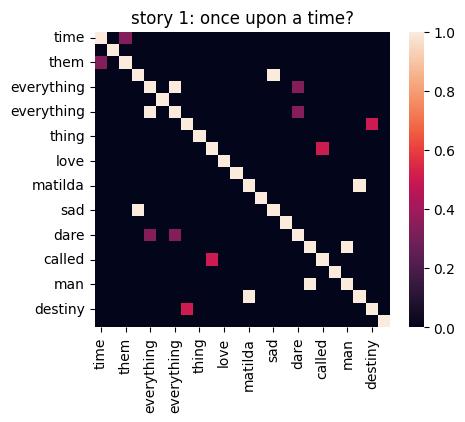 story 1: once upon a time?
time
them
everything
everything
thing
love
matilda
sad
dare
called
man
destiny
1.0
0.8
0.6
0.4
0.2
0.0
time
them
everything
everything
thing
love
matilda
sad
dare
called
man
destiny